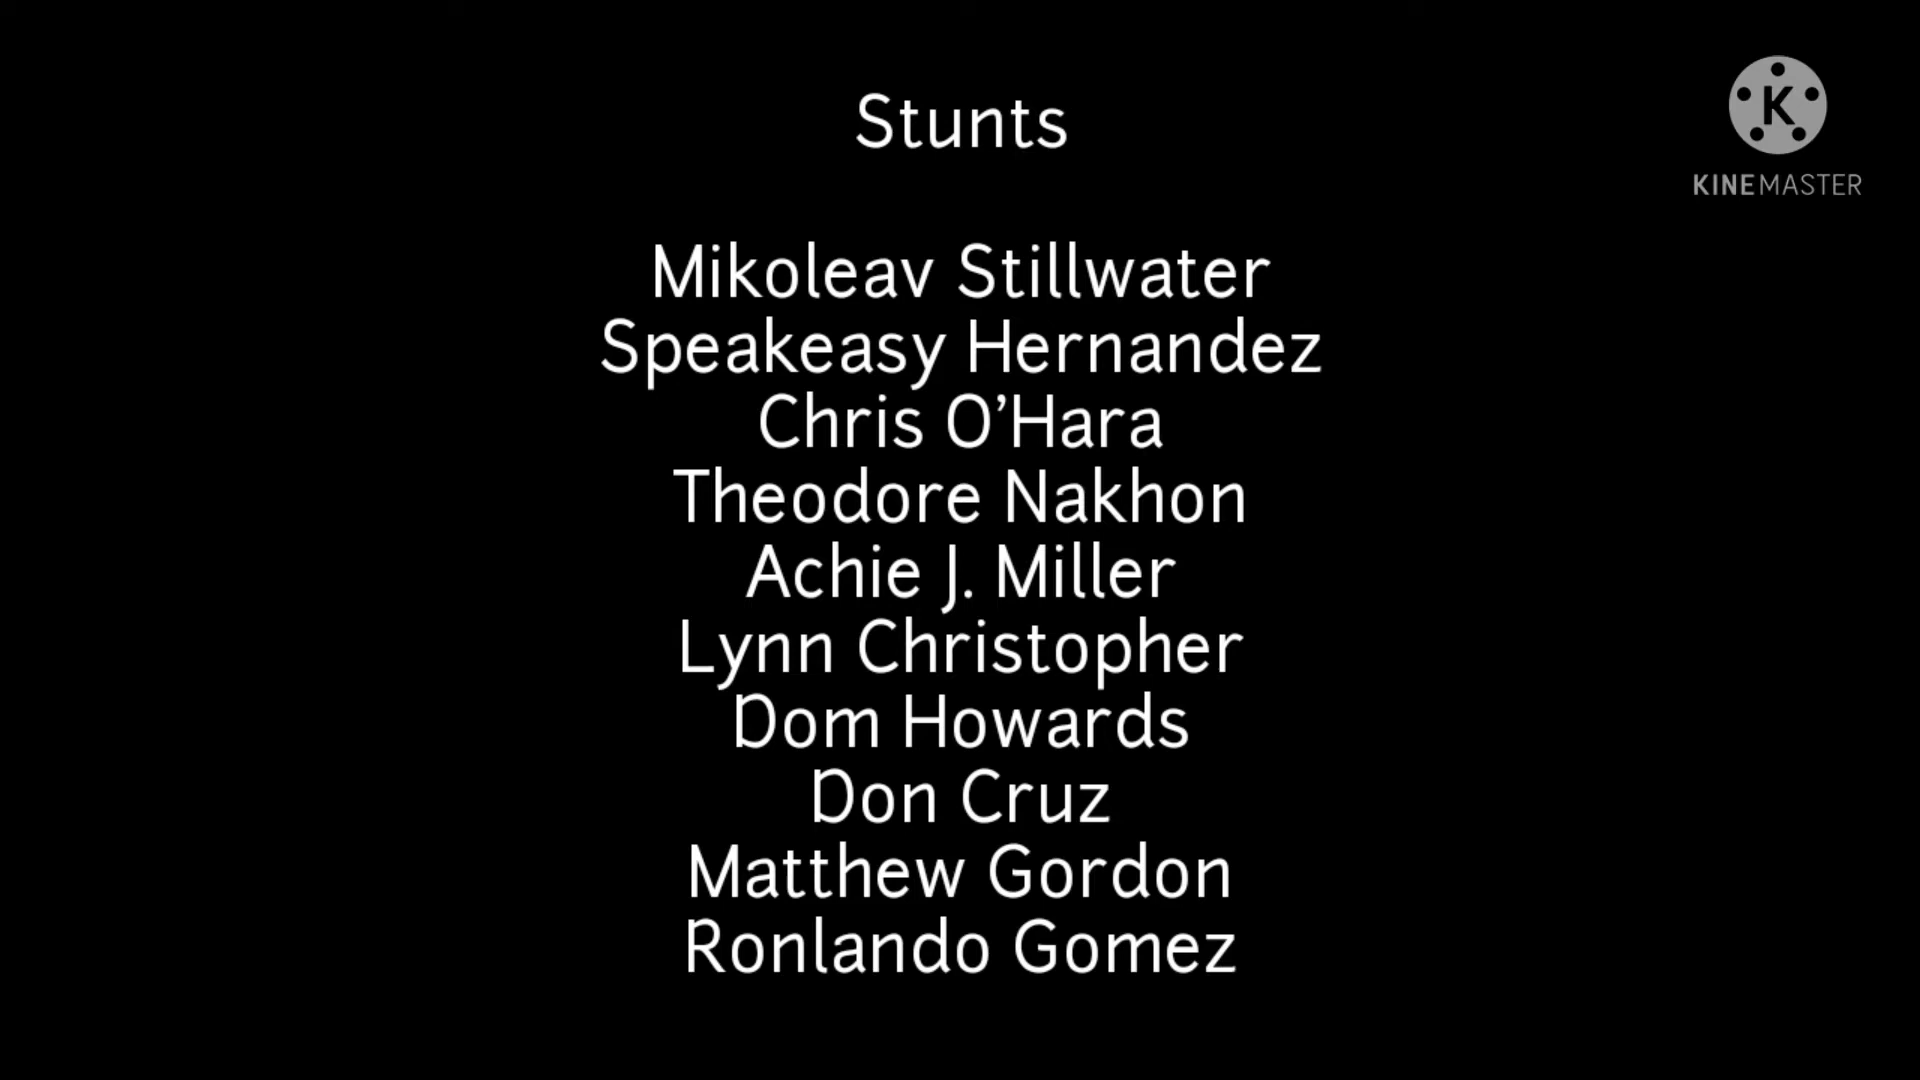 Stunts
K
KINEMASTER
Mikoleav Stillwater
Speakeasy Hernandez
Chris O’Hara
Theodore Nakhon
Achie J. Miller
Lynn Christopher
Dom Howards
Don Cruz
Matthew Gordon
Ronlando Gomez